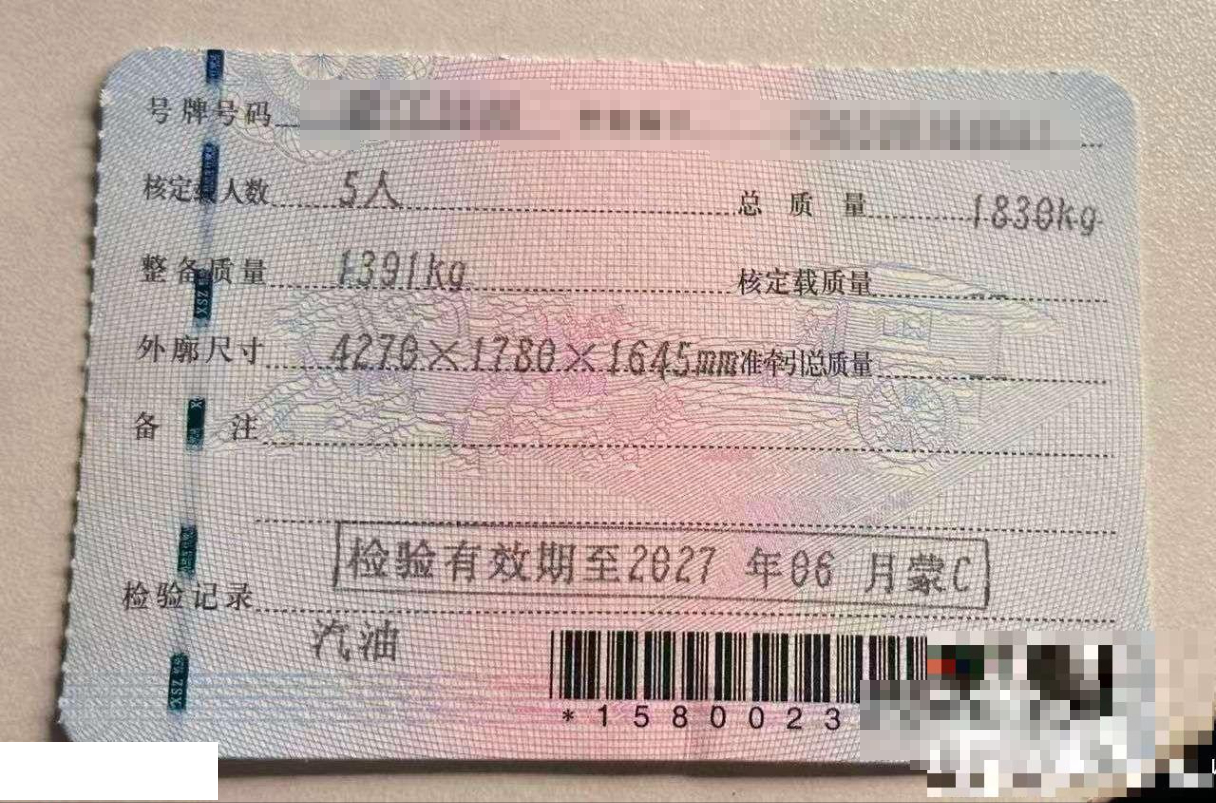 号牌号码
核定载人数 5人 总质量 1830kg
整备质量 1391kg 核定载质量 --
外廓尺寸 4270×1780×1645mm 准牵引总质量
备注
检验有效期至2027年06月蒙C
检验记录
汽油
*1580023